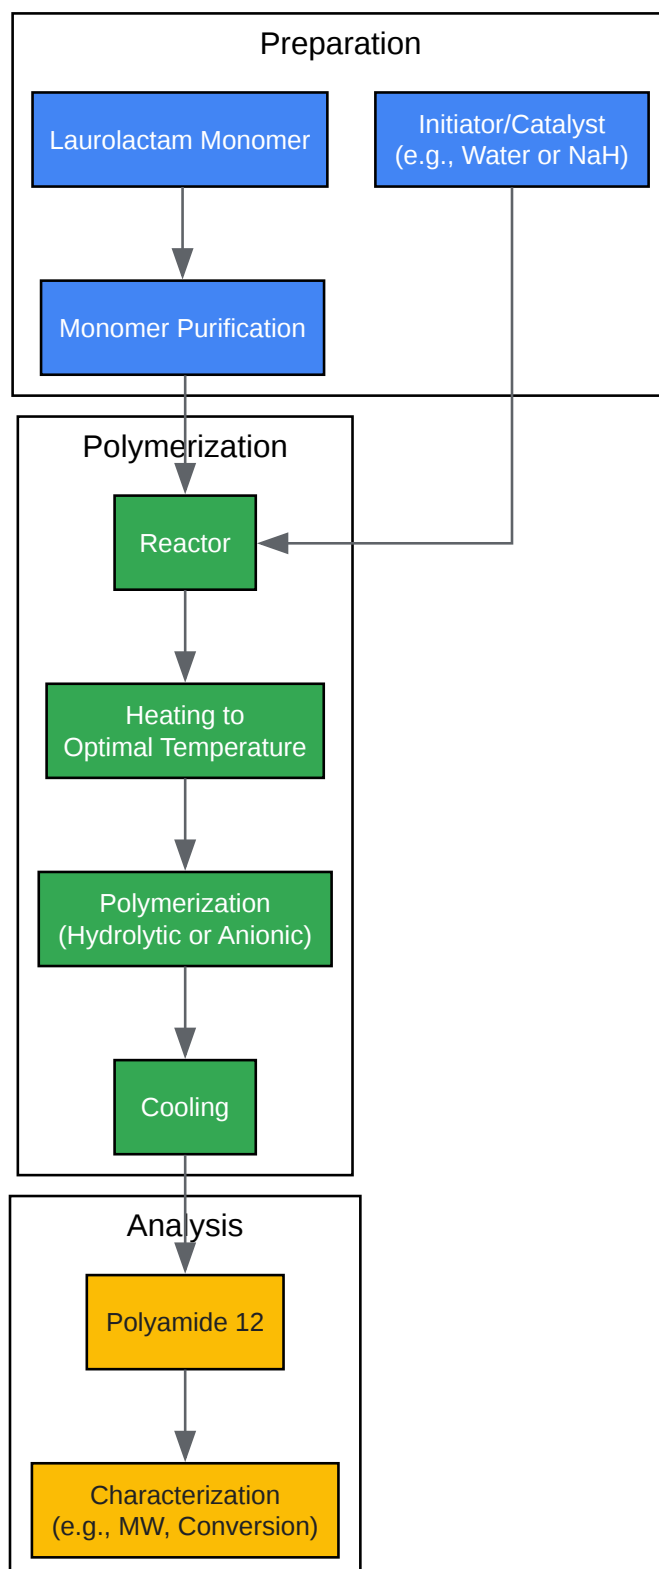 Preparation
Laurolactam Monomer
Initiator/Catalyst
(e.g., Water or NaH)
Monomer Purification
Polymerization
Reactor
Heating to
Optimal Temperature
Polymerization
(Hydrolytic or Anionic)
Cooling
Analysis
Polyamide 12
Characterization
(e.g., MW, Conversion)